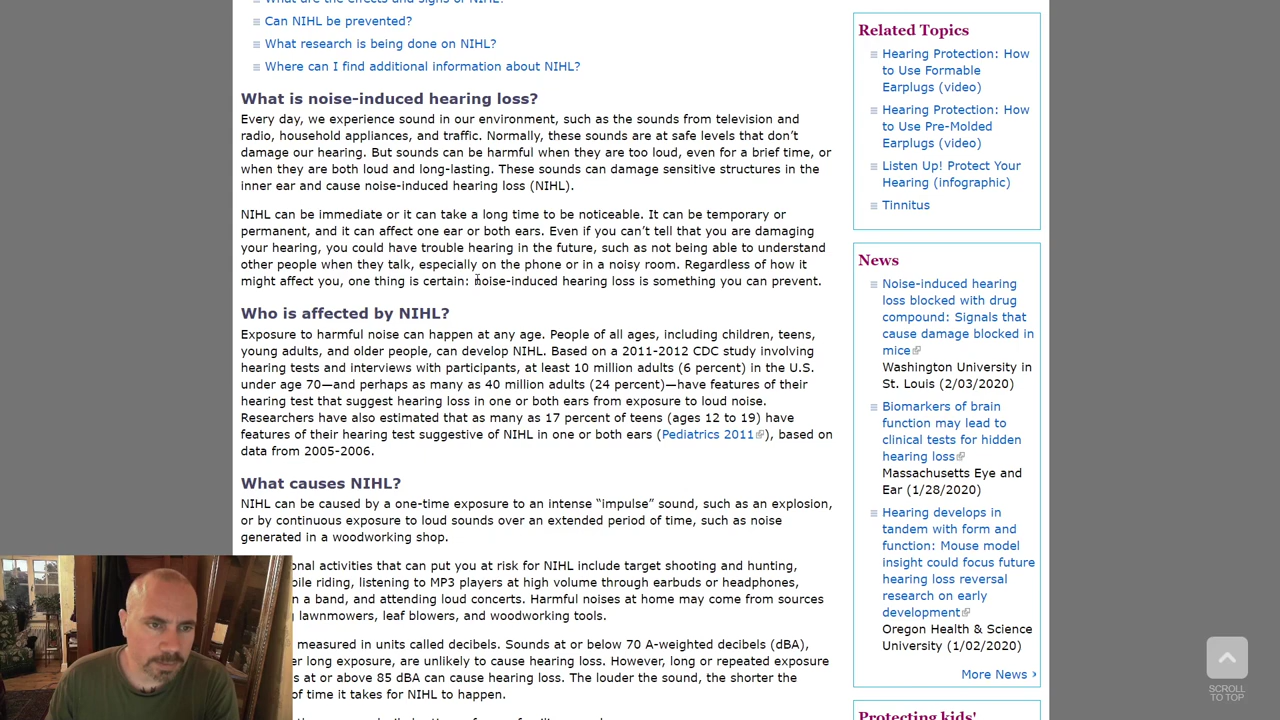 What are the effects and signs of NIHL?
Can NIHL be prevented?
What research is being done on NIHL?
Where can I find additional information about NIHL?
What is noise-induced hearing loss?
Every day, we experience sound in our environment, such as the sounds from television and
radio, household appliances, and traffic. Normally, these sounds are at safe levels that don’t
damage our hearing. But sounds can be harmful when they are too loud, even for a brief time, or
when they are both loud and long-lasting. These sounds can damage sensitive structures in the
inner ear and cause noise-induced hearing loss (NIHL).
NIHL can be immediate or it can take a long time to be noticeable. It can be temporary or
permanent, and it can affect one ear or both ears. Even if you can’t tell that you are damaging
your hearing, you could have trouble hearing in the future, such as not being able to understand
other people when they talk, especially on the phone or in a noisy room. Regardless of how it
might affect you, one thing is certain: noise-induced hearing loss is something you can prevent.
Who is affected by NIHL?
Exposure to harmful noise can happen at any age. People of all ages, including children, teens,
young adults, and older people, can develop NIHL. Based on a 2011-2012 CDC study involving
hearing tests and interviews with participants, at least 10 million adults (6 percent) in the U.S.
under age 70—and perhaps as many as 40 million adults (24 percent)—have features of their
hearing test that suggest hearing loss in one or both ears from exposure to loud noise.
Researchers have also estimated that as many as 17 percent of teens (ages 12 to 19) have
features of their hearing test suggestive of NIHL in one or both ears (Pediatrics 2011), based on
data from 2005-2006.
What causes NIHL?
NIHL can be caused by a one-time exposure to an intense “impulse” sound, such as an explosion,
or by continuous exposure to loud sounds over an extended period of time, such as noise
generated in a woodworking shop.
onal activities that can put you at risk for NIHL include target shooting and hunting,
bile riding, listening to MP3 players at high volume through earbuds or headphones,
n a band, and attending loud concerts. Harmful noises at home may come from sources
lawnmowers, leaf blowers, and woodworking tools.
measured in units called decibels. Sounds at or below 70 A-weighted decibels (dBA),
er long exposure, are unlikely to cause hearing loss. However, long or repeated exposure
s at or above 85 dBA can cause hearing loss. The louder the sound, the shorter the
of time it takes for NIHL to happen.
Related Topics
Hearing Protection: How
to Use Formable
Earplugs (video)
Hearing Protection: How
to Use Pre-Molded
Earplugs (video)
Listen Up! Protect Your
Hearing (infographic)
Tinnitus
News
Noise-induced hearing
loss blocked with drug
compound: Signals that
cause damage blocked in
mice
Washington University in
St. Louis (2/03/2020)
Biomarkers of brain
function may lead to
clinical tests for hidden
hearing loss
Massachusetts Eye and
Ear (1/28/2020)
Hearing develops in
tandem with form and
function: Mouse model
insight could focus future
hearing loss reversal
research on early
development
Oregon Health & Science
University (1/02/2020)
More News ›
Protecting kids'
SCROLL
TO TOP